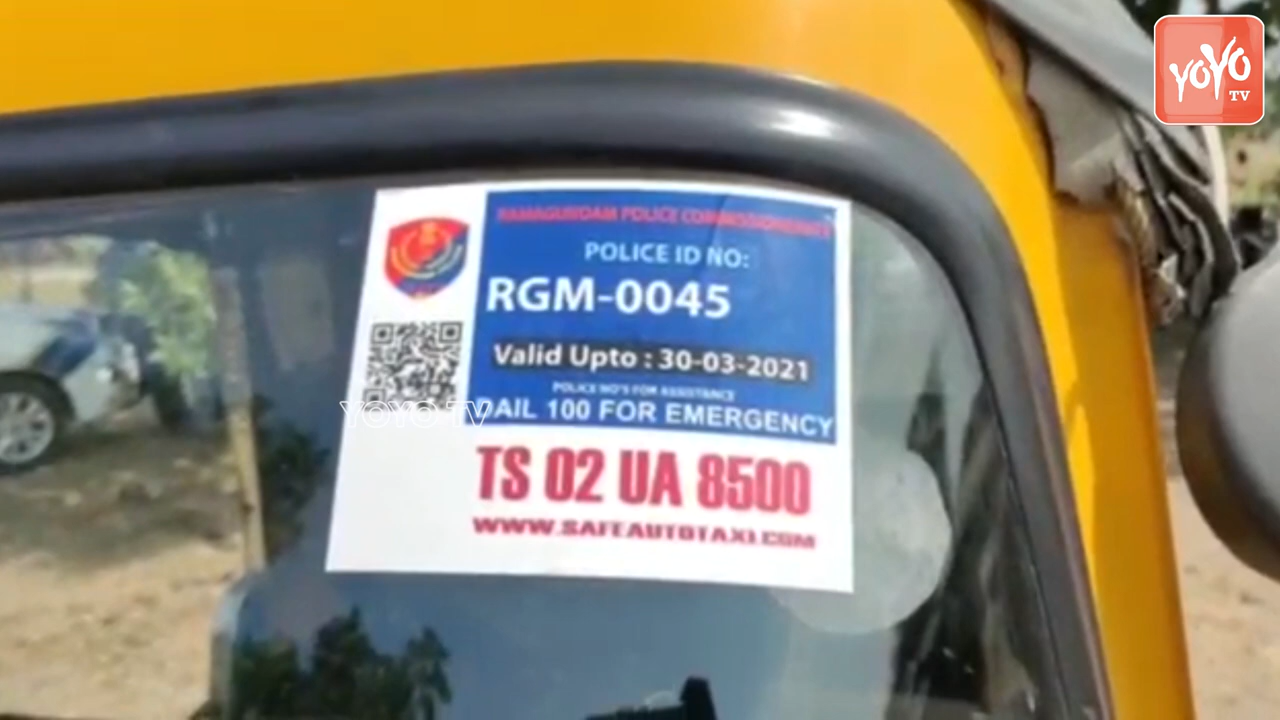 YOYO
TV
RAMAGUNDAM POLICE COMMISSIONERATE
POLICE ID NO:
RGM-0045
Valid Upto : 30-03-2021
POLICE NO'S FOR ASSISTANCE
DAIL 100 FOR EMERGENCY
YOYO TV
TS 02 UA 8500
WWW.SAFEAUTOTAXI.COM